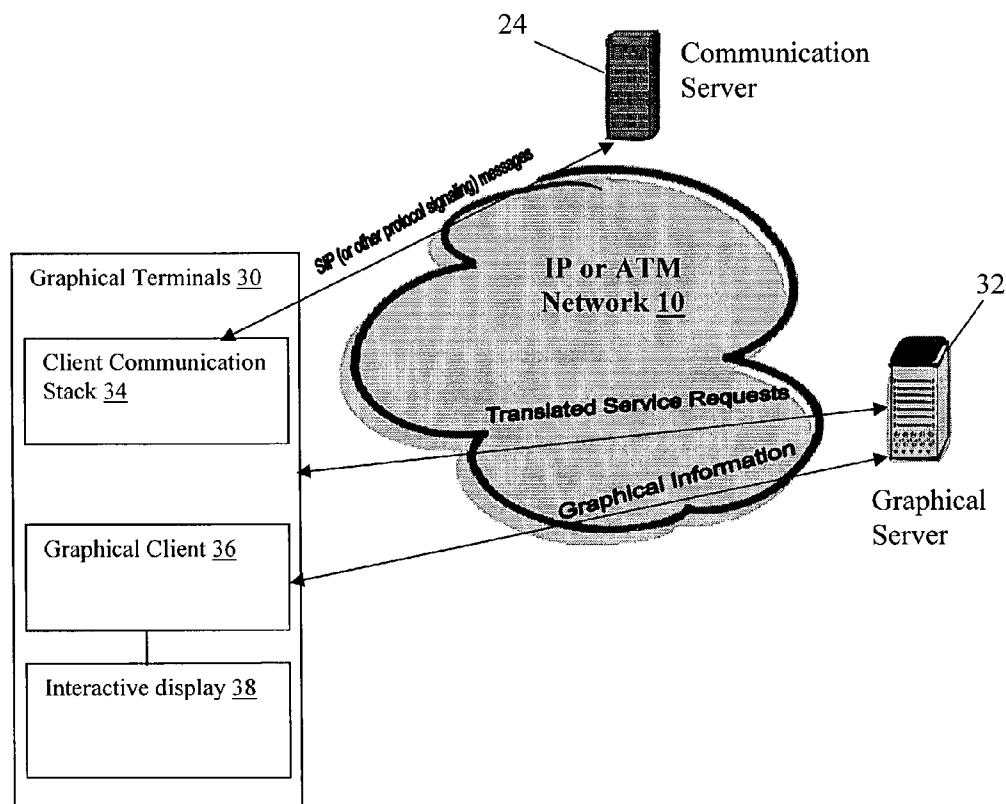 24
Communication
Server
SIP (or other protocol signaling) messages
Graphical Terminals 30
IP or ATM
Network 10
32
Client Communication
Stack 34
Translated Service Requests
Graphical Information
Graphical
Server
Graphical Client 36
Interactive display 38